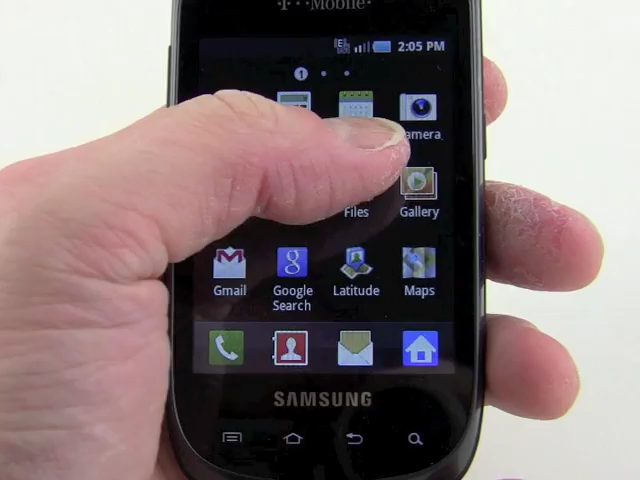 T··Mobile
E
2:05 PM
1
amera
Files
Gallery
Gmail
Google Search
Latitude
Maps
SAMSUNG